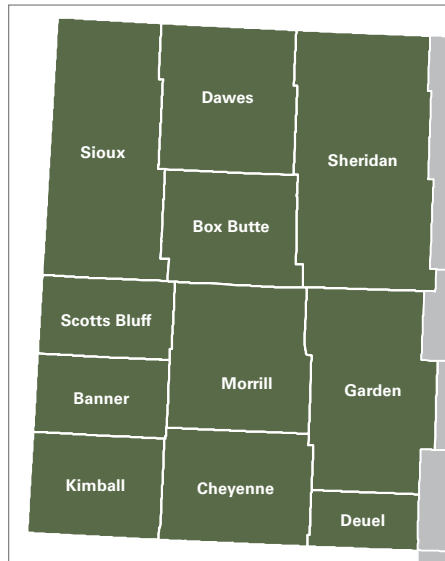 Dawes
Sioux
Sheridan
Box Butte
Scotts Bluff
Morrill
Garden
Banner
Kimball
Cheyenne
Deuel